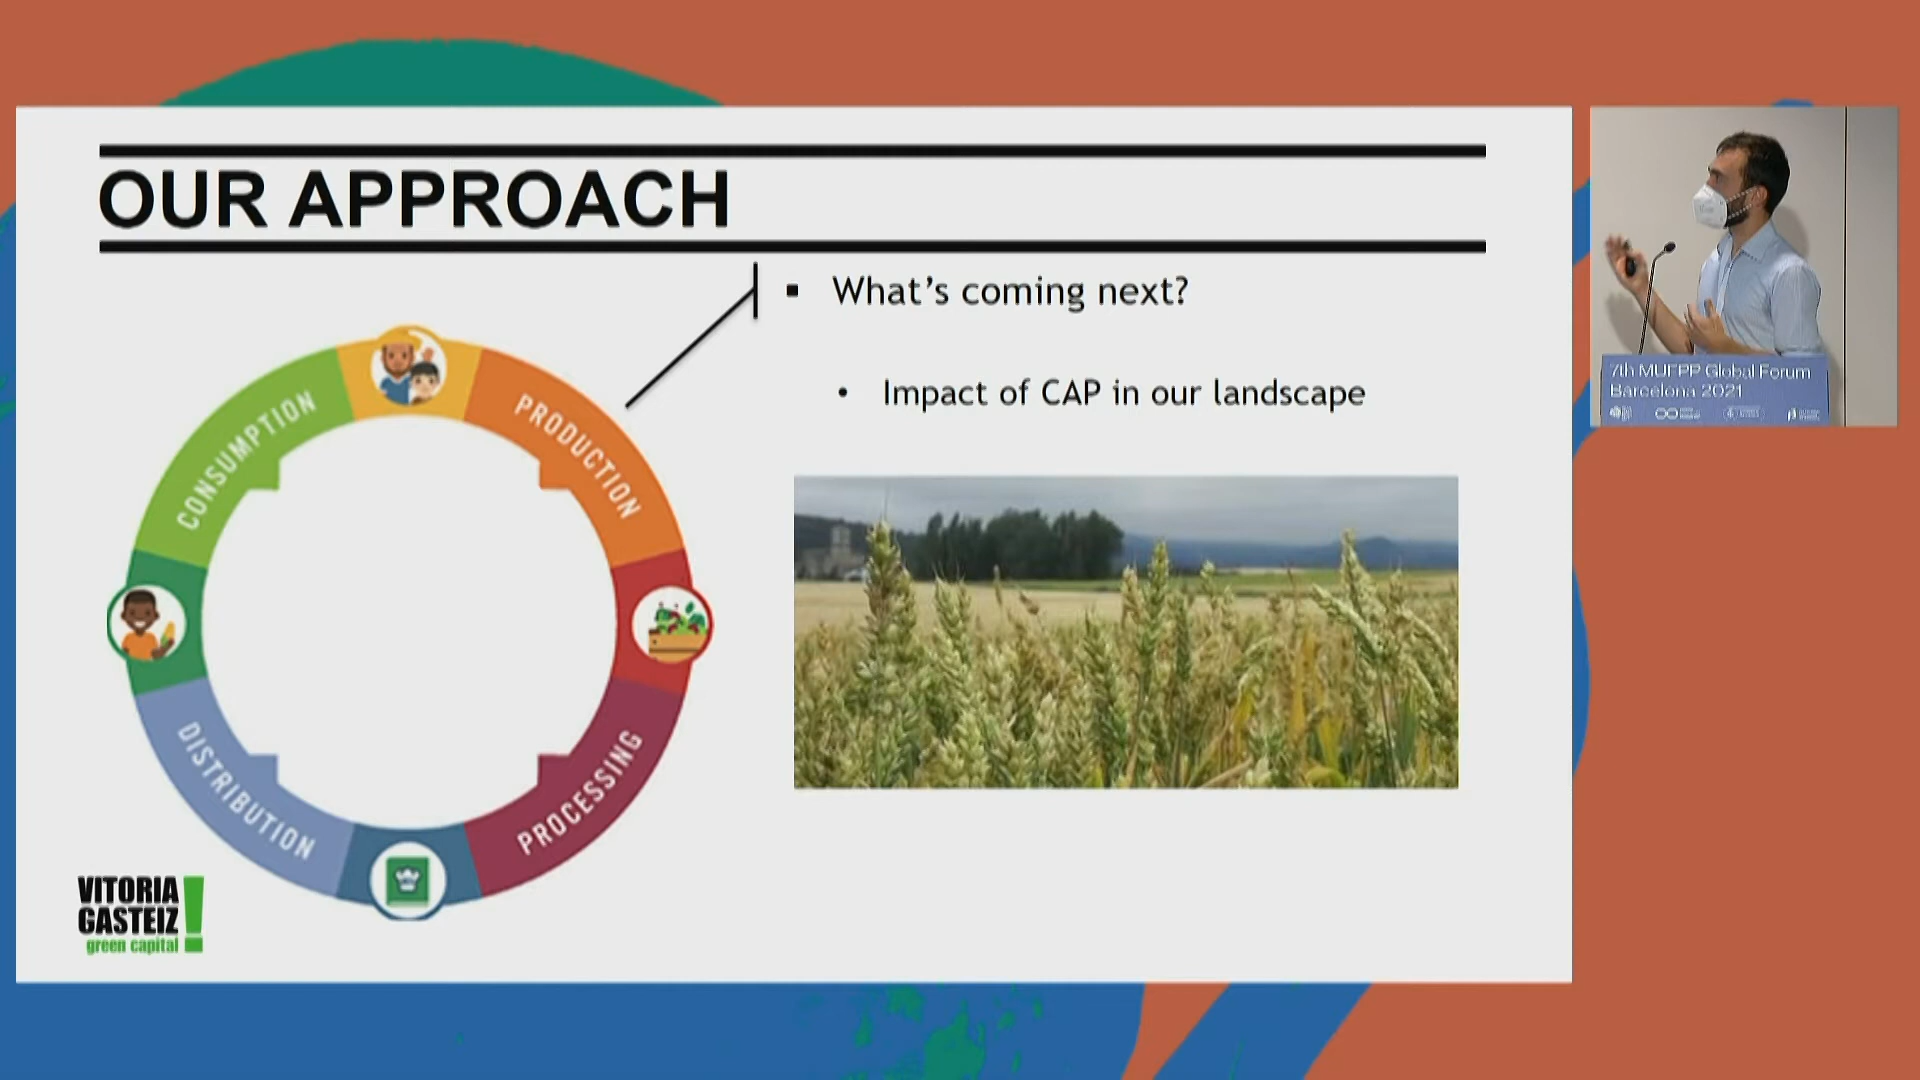 OUR APPROACH
What's coming next?
Impact of CAP in our landscape
CONSUMPTION
PRODUCTION
DISTRIBUTION
PROCESSING
VITORIA
GASTEIZ
green capital
7th MUFPP Global Forum
Barcelona 2021